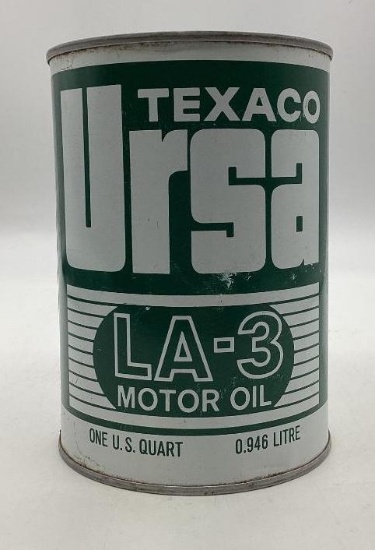 TEXACO
Ursa
LA-3
MOTOR OIL
ONE U.S. QUART 0.946 LITRE